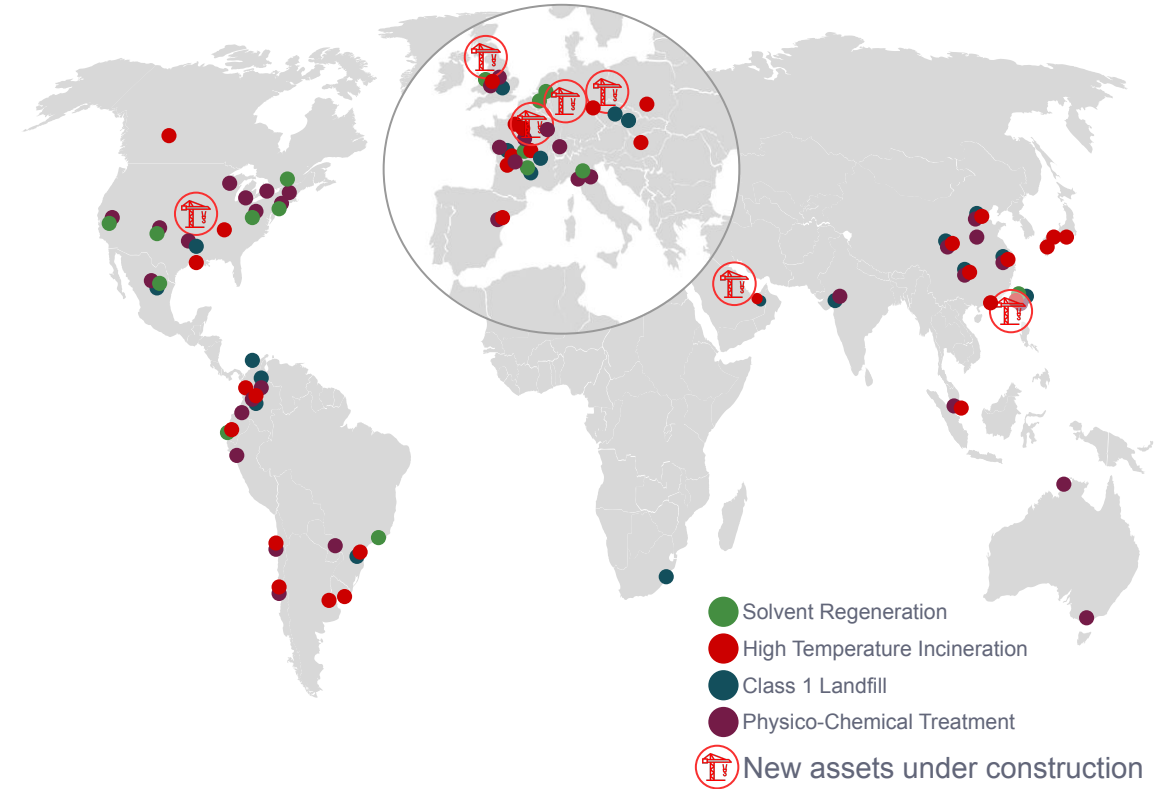 Solvent Regeneration
High Temperature Incineration
Class 1 Landfill
Physico-Chemical Treatment
New assets under construction